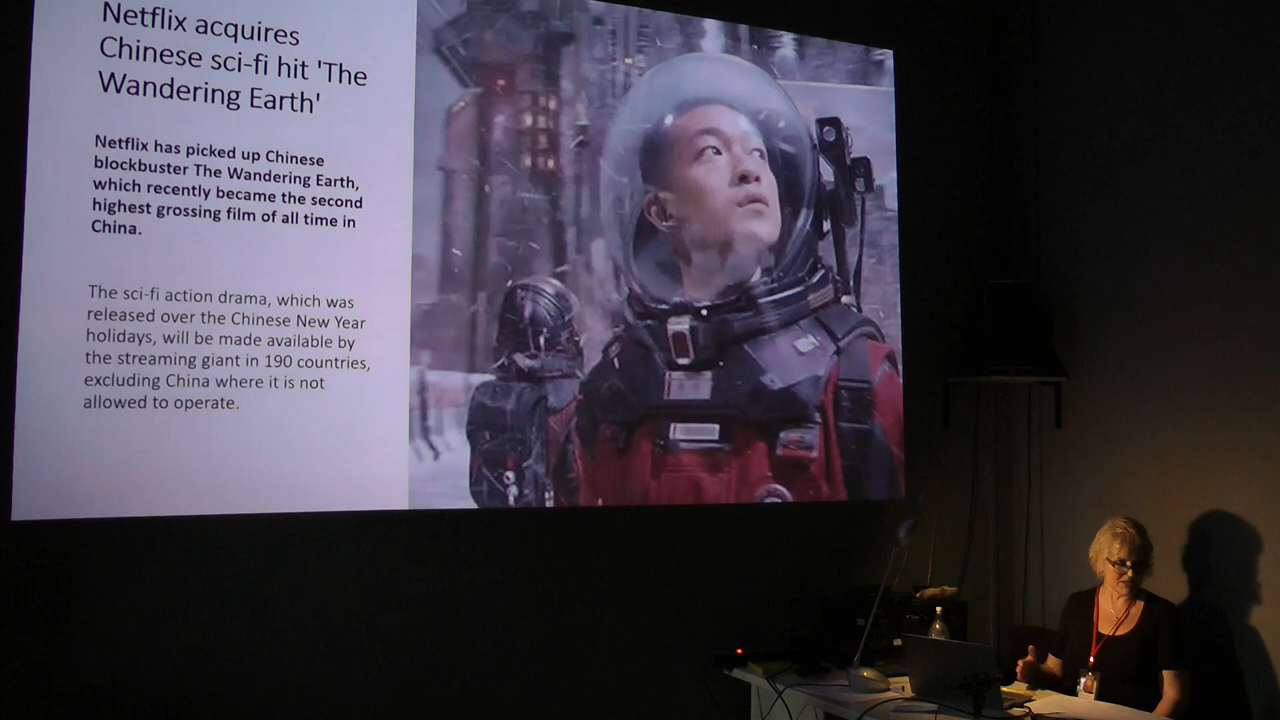 Netflix acquires
Chinese sci-fi hit 'The
Wandering Earth'
Netflix has picked up Chinese
blockbuster The Wandering Earth,
which recently became the second
highest grossing film of all time in
China.
The sci-fi action drama, which was
released over the Chinese New Year
holidays, will be made available by
the streaming giant in 190 countries,
excluding China where it is not
allowed to operate.